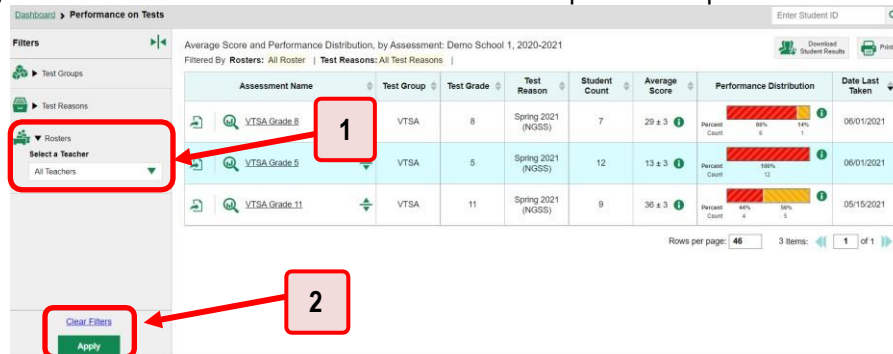 Dashboard > Performance on Tests
Enter Student ID
Filters
Average Score and Performance Distribution, by Assessment: Demo School 1, 2020-2021
Filtered By Rosters: All Roster | Test Reasons: All Test Reasons |
Download Student Results
Print
Test Groups
Test Reasons
Rosters
Select a Teacher
All Teachers
Assessment Name Test Group Test Grade Test Reason Student Count Average Score Performance Distribution Date Last Taken
VTSA Grade 8 VTSA 8 Spring 2021 (NGSS) 7 29 ± 3 06/01/2021
Percent 86% 14%
Count 6 1
VTSA Grade 5 VTSA 5 Spring 2021 (NGSS) 12 13 ± 3 06/01/2021
Percent 100%
Count 12
VTSA Grade 11 VTSA 11 Spring 2021 (NGSS) 9 36 ± 3 05/15/2021
Percent 44% 56%
Count 4 5
Rows per page: 46 3 Items: 1 of 1
1
2
Clear Filters
Apply